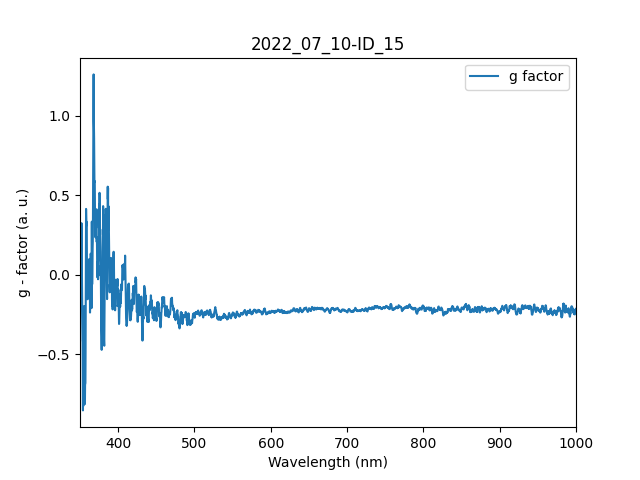 2022_07_10-ID_15
g factor
g - factor (a. u.)
1.0
0.5
0.0
−0.5
400 500 600 700 800 900 1000
Wavelength (nm)